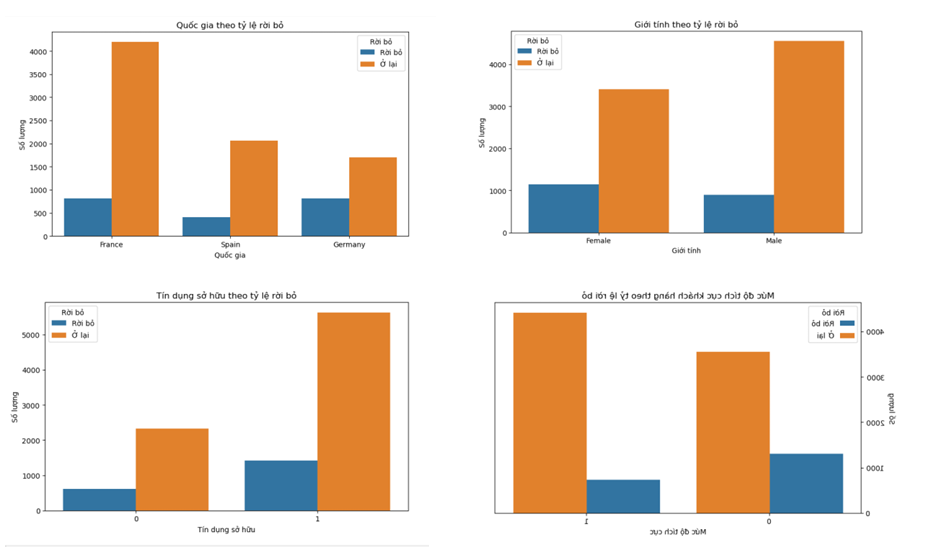 Quốc gia theo tỷ lệ rời bỏ
Rời bỏ
Rời bỏ
Ở lại
Số lượng
4000
3500
3000
2500
2000
1500
1000
500
0
France Spain Germany
Quốc gia
Giới tính theo tỷ lệ rời bỏ
Rời bỏ
Rời bỏ
Ở lại
Số lượng
4000
3000
2000
1000
0
Female Male
Giới tính
Tín dụng sở hữu theo tỷ lệ rời bỏ
Rời bỏ
Rời bỏ
Ở lại
Số lượng
5000
4000
3000
2000
1000
0
0 1
Tín dụng sở hữu
Mức độ tích cực khách hàng theo tỷ lệ rời bỏ
Rời bỏ
Rời bỏ
Ở lại
Số lượng
4000
3000
2000
1000
0
0 1
Mức độ tích cực